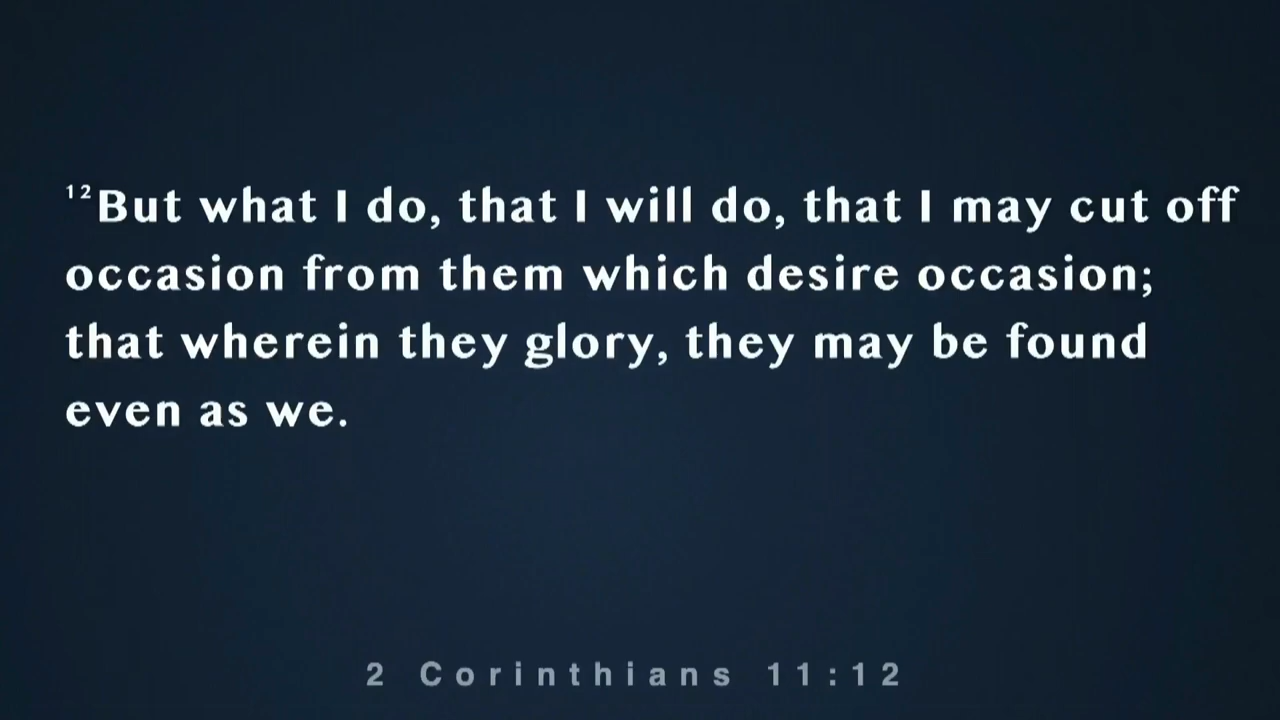 ¹²But what I do, that I will do, that I may cut off
occasion from them which desire occasion;
that wherein they glory, they may be found
even as we.
2 Corinthians 11:12